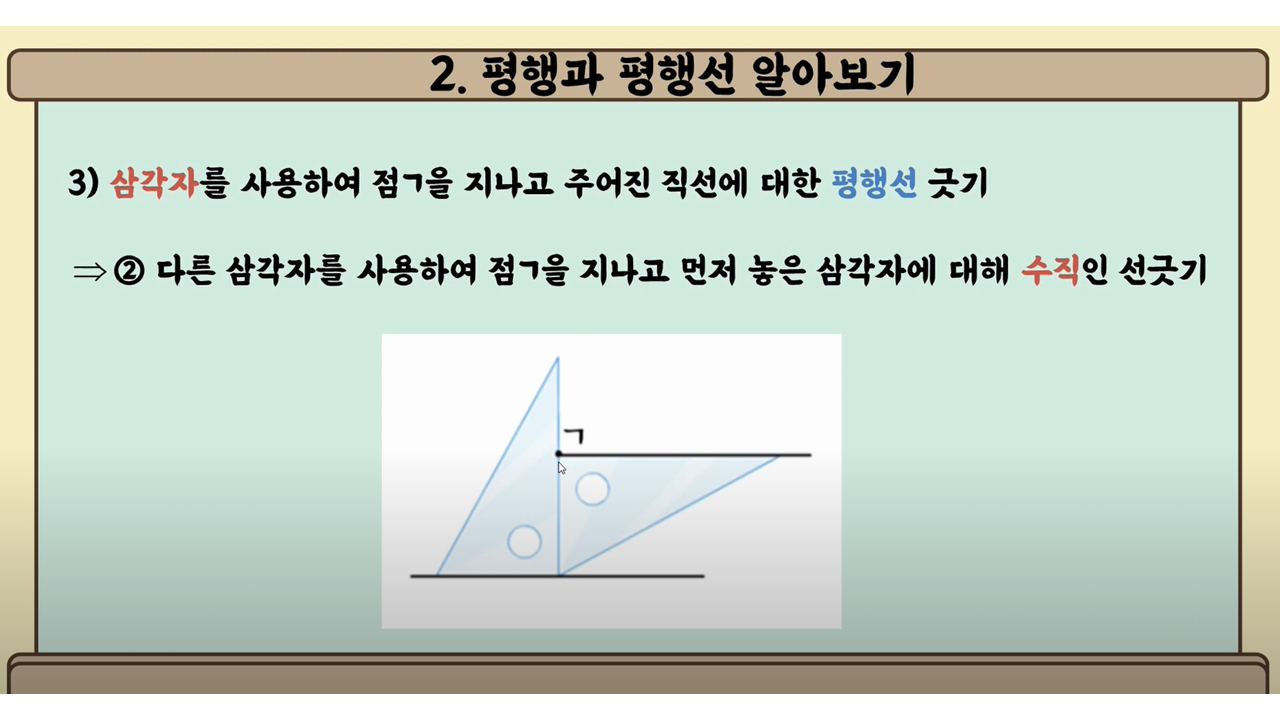 2. 평행과 평행선 알아보기
3) 삼각자를 사용하여 점ㄱ을 지나고 주어진 직선에 대한 평행선 긋기
⇒② 다른 삼각자를 사용하여 점ㄱ을 지나고 먼저 놓은 삼각자에 대해 수직인 선긋기
ㄱ